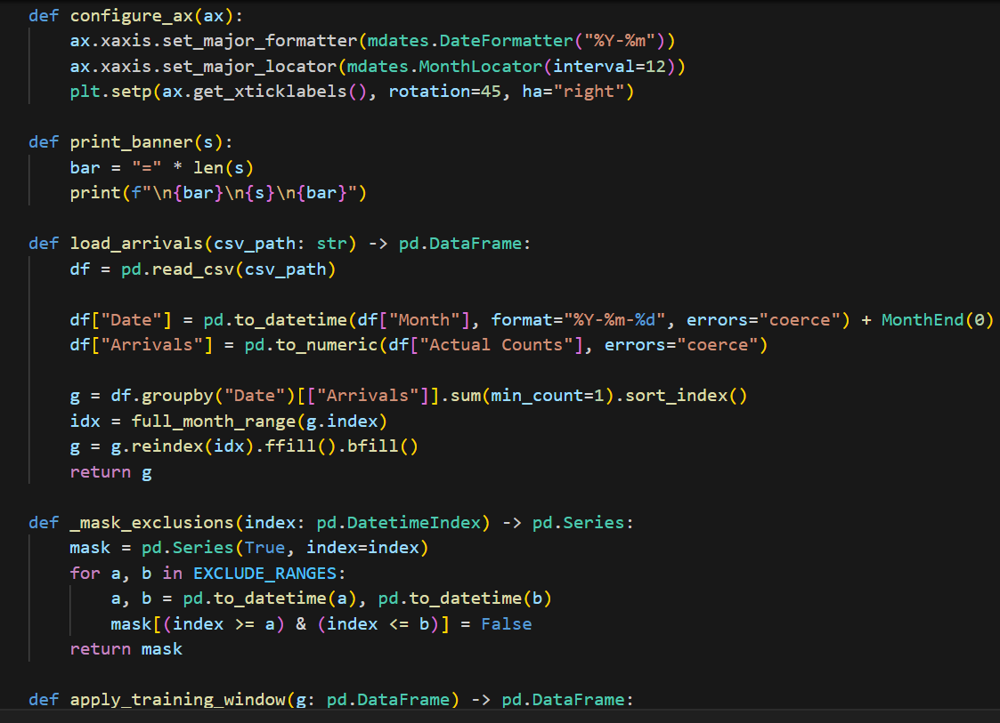 def configure_ax(ax):
    ax.xaxis.set_major_formatter(mdates.DateFormatter("%Y-%m"))
    ax.xaxis.set_major_locator(mdates.MonthLocator(interval=12))
    plt.setp(ax.get_xticklabels(), rotation=45, ha="right")

def print_banner(s):
    bar = "=" * len(s)
    print(f"\n{bar}\n{s}\n{bar}")

def load_arrivals(csv_path: str) -> pd.DataFrame:
    df = pd.read_csv(csv_path)

    df["Date"] = pd.to_datetime(df["Month"], format="%Y-%m-%d", errors="coerce") + MonthEnd(0)
    df["Arrivals"] = pd.to_numeric(df["Actual Counts"], errors="coerce")

    g = df.groupby("Date")[["Arrivals"]].sum(min_count=1).sort_index()
    idx = full_month_range(g.index)
    g = g.reindex(idx).ffill().bfill()
    return g

def _mask_exclusions(index: pd.DatetimeIndex) -> pd.Series:
    mask = pd.Series(True, index=index)
    for a, b in EXCLUDE_RANGES:
        a, b = pd.to_datetime(a), pd.to_datetime(b)
        mask[(index >= a) & (index <= b)] = False
    return mask

def apply_training_window(g: pd.DataFrame) -> pd.DataFrame: